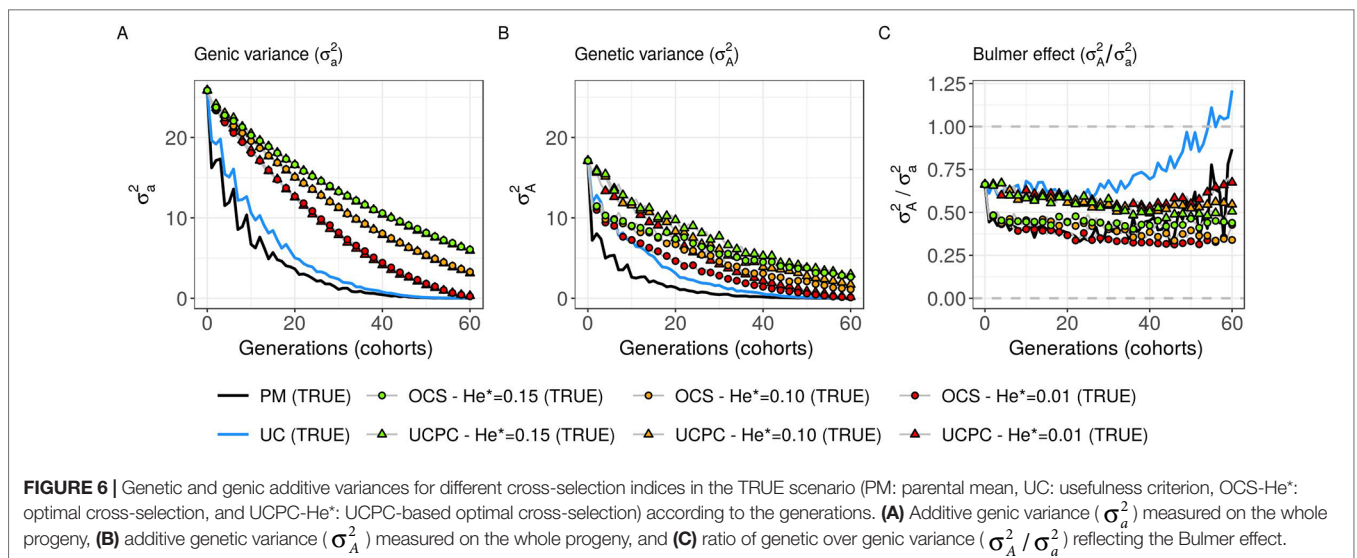 A
Genic variance (σ²a)
20
10
0
σ²a
0 20 40 60
Generations (cohorts)
B
Genetic variance (σ²A)
20
10
0
σ²A
0 20 40 60
Generations (cohorts)
C
Bulmer effect (σ²A/σ²a)
1.25
1.00
0.75
0.50
0.25
0.00
σ²A / σ²a
0 20 40 60
Generations (cohorts)
PM (TRUE) OCS - He*=0.15 (TRUE) OCS - He*=0.10 (TRUE) OCS - He*=0.01 (TRUE)
UC (TRUE) UCPC - He*=0.15 (TRUE) UCPC - He*=0.10 (TRUE) UCPC - He*=0.01 (TRUE)
FIGURE 6 | Genetic and genic additive variances for different cross-selection indices in the TRUE scenario (PM: parental mean, UC: usefulness criterion, OCS-He*:
optimal cross-selection, and UCPC-He*: UCPC-based optimal cross-selection) according to the generations. (A) Additive genic variance (σ²a) measured on the whole
progeny, (B) additive genetic variance (σ²A) measured on the whole progeny, and (C) ratio of genetic over genic variance (σ²A/σ²a) reflecting the Bulmer effect.